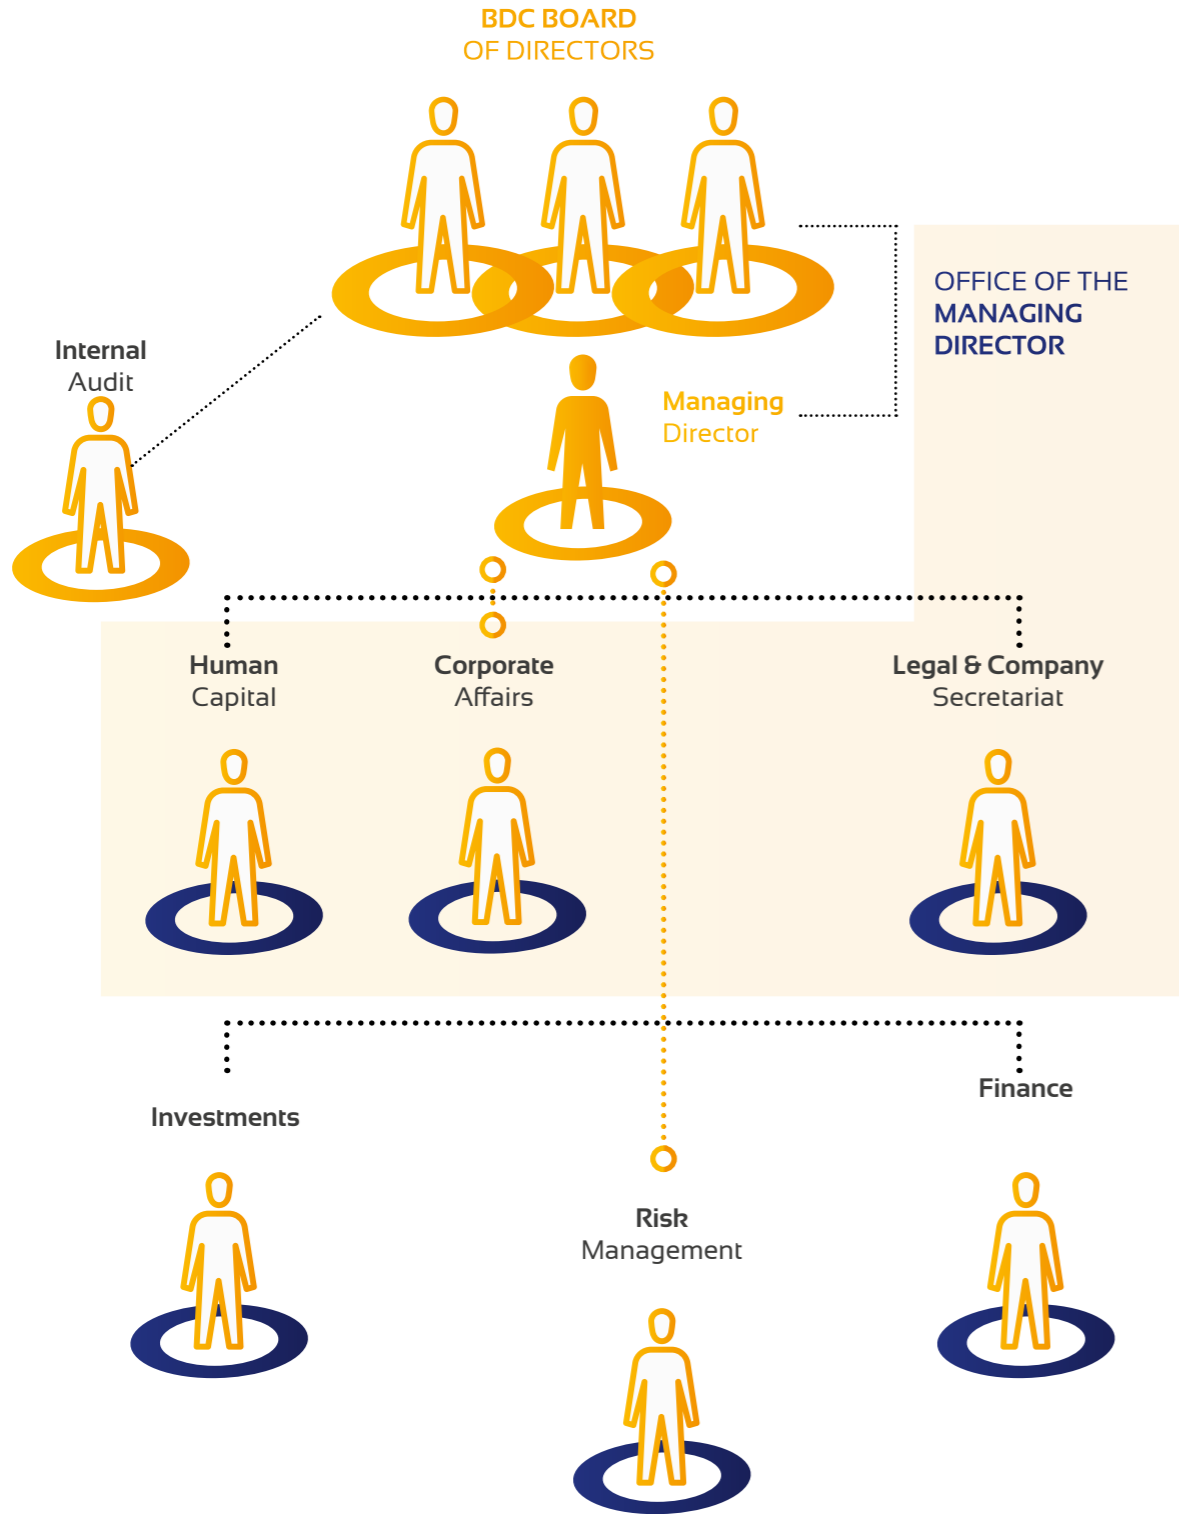 BDC BOARD
OF DIRECTORS
OFFICE OF THE
MANAGING
DIRECTOR
Internal
Audit
Managing
Director
Human
Capital
Corporate
Affairs
Legal & Company
Secretariat
Investments
Finance
Risk
Management